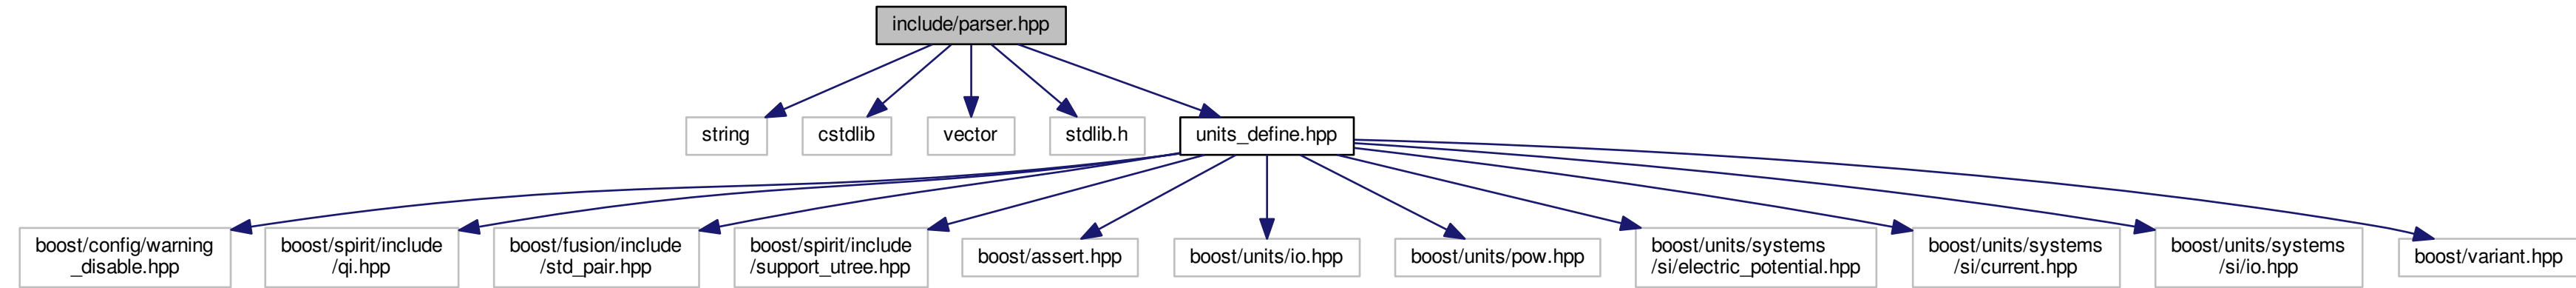 include/parser.hpp
string
cstdlib
vector
stdlib.h
units_define.hpp
boost/config/warning
_disable.hpp
boost/spirit/include
/qi.hpp
boost/fusion/include
/std_pair.hpp
boost/spirit/include
/support_utree.hpp
boost/assert.hpp
boost/units/io.hpp
boost/units/pow.hpp
boost/units/systems
/si/electric_potential.hpp
boost/units/systems
/si/current.hpp
boost/units/systems
/si/io.hpp
boost/variant.hpp